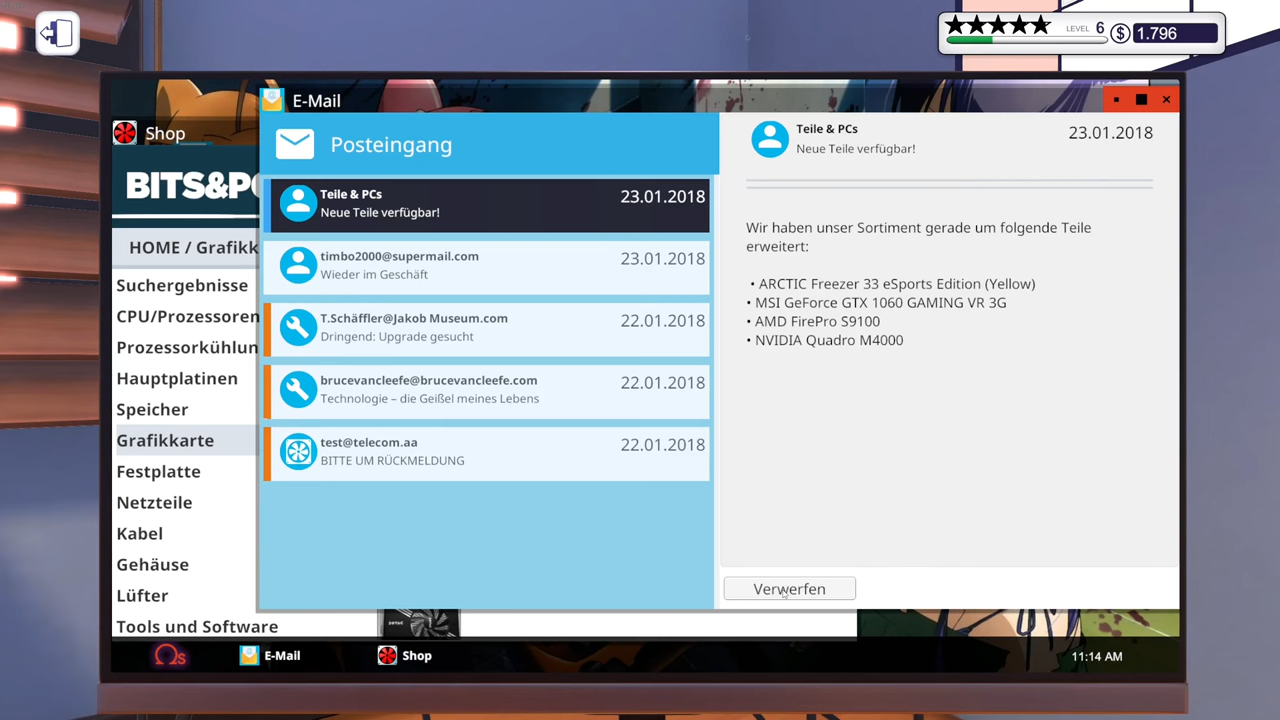 LEVEL 6 $ 1.796
E-Mail
Shop
BITS&P
HOME / Grafikk
Suchergebnisse
CPU/Prozessoren
Prozessorkühlun
Hauptplatinen
Speicher
Grafikkarte
Festplatte
Netzteile
Kabel
Gehäuse
Lüfter
Tools und Software
Posteingang
Teile & PCs 23.01.2018
Neue Teile verfügbar!
timbo2000@supermail.com 23.01.2018
Wieder im Geschäft
T.Schäffler@Jakob Museum.com 22.01.2018
Dringend: Upgrade gesucht
brucevancleefe@brucevancleefe.com 22.01.2018
Technologie – die Geißel meines Lebens
test@telecom.aa 22.01.2018
BITTE UM RÜCKMELDUNG
Teile & PCs 23.01.2018
Neue Teile verfügbar!
Wir haben unser Sortiment gerade um folgende Teile
erweitert:
• ARCTIC Freezer 33 eSports Edition (Yellow)
• MSI GeForce GTX 1060 GAMING VR 3G
• AMD FirePro S9100
• NVIDIA Quadro M4000
Verwerfen
Ωs E-Mail Shop 11:14 AM